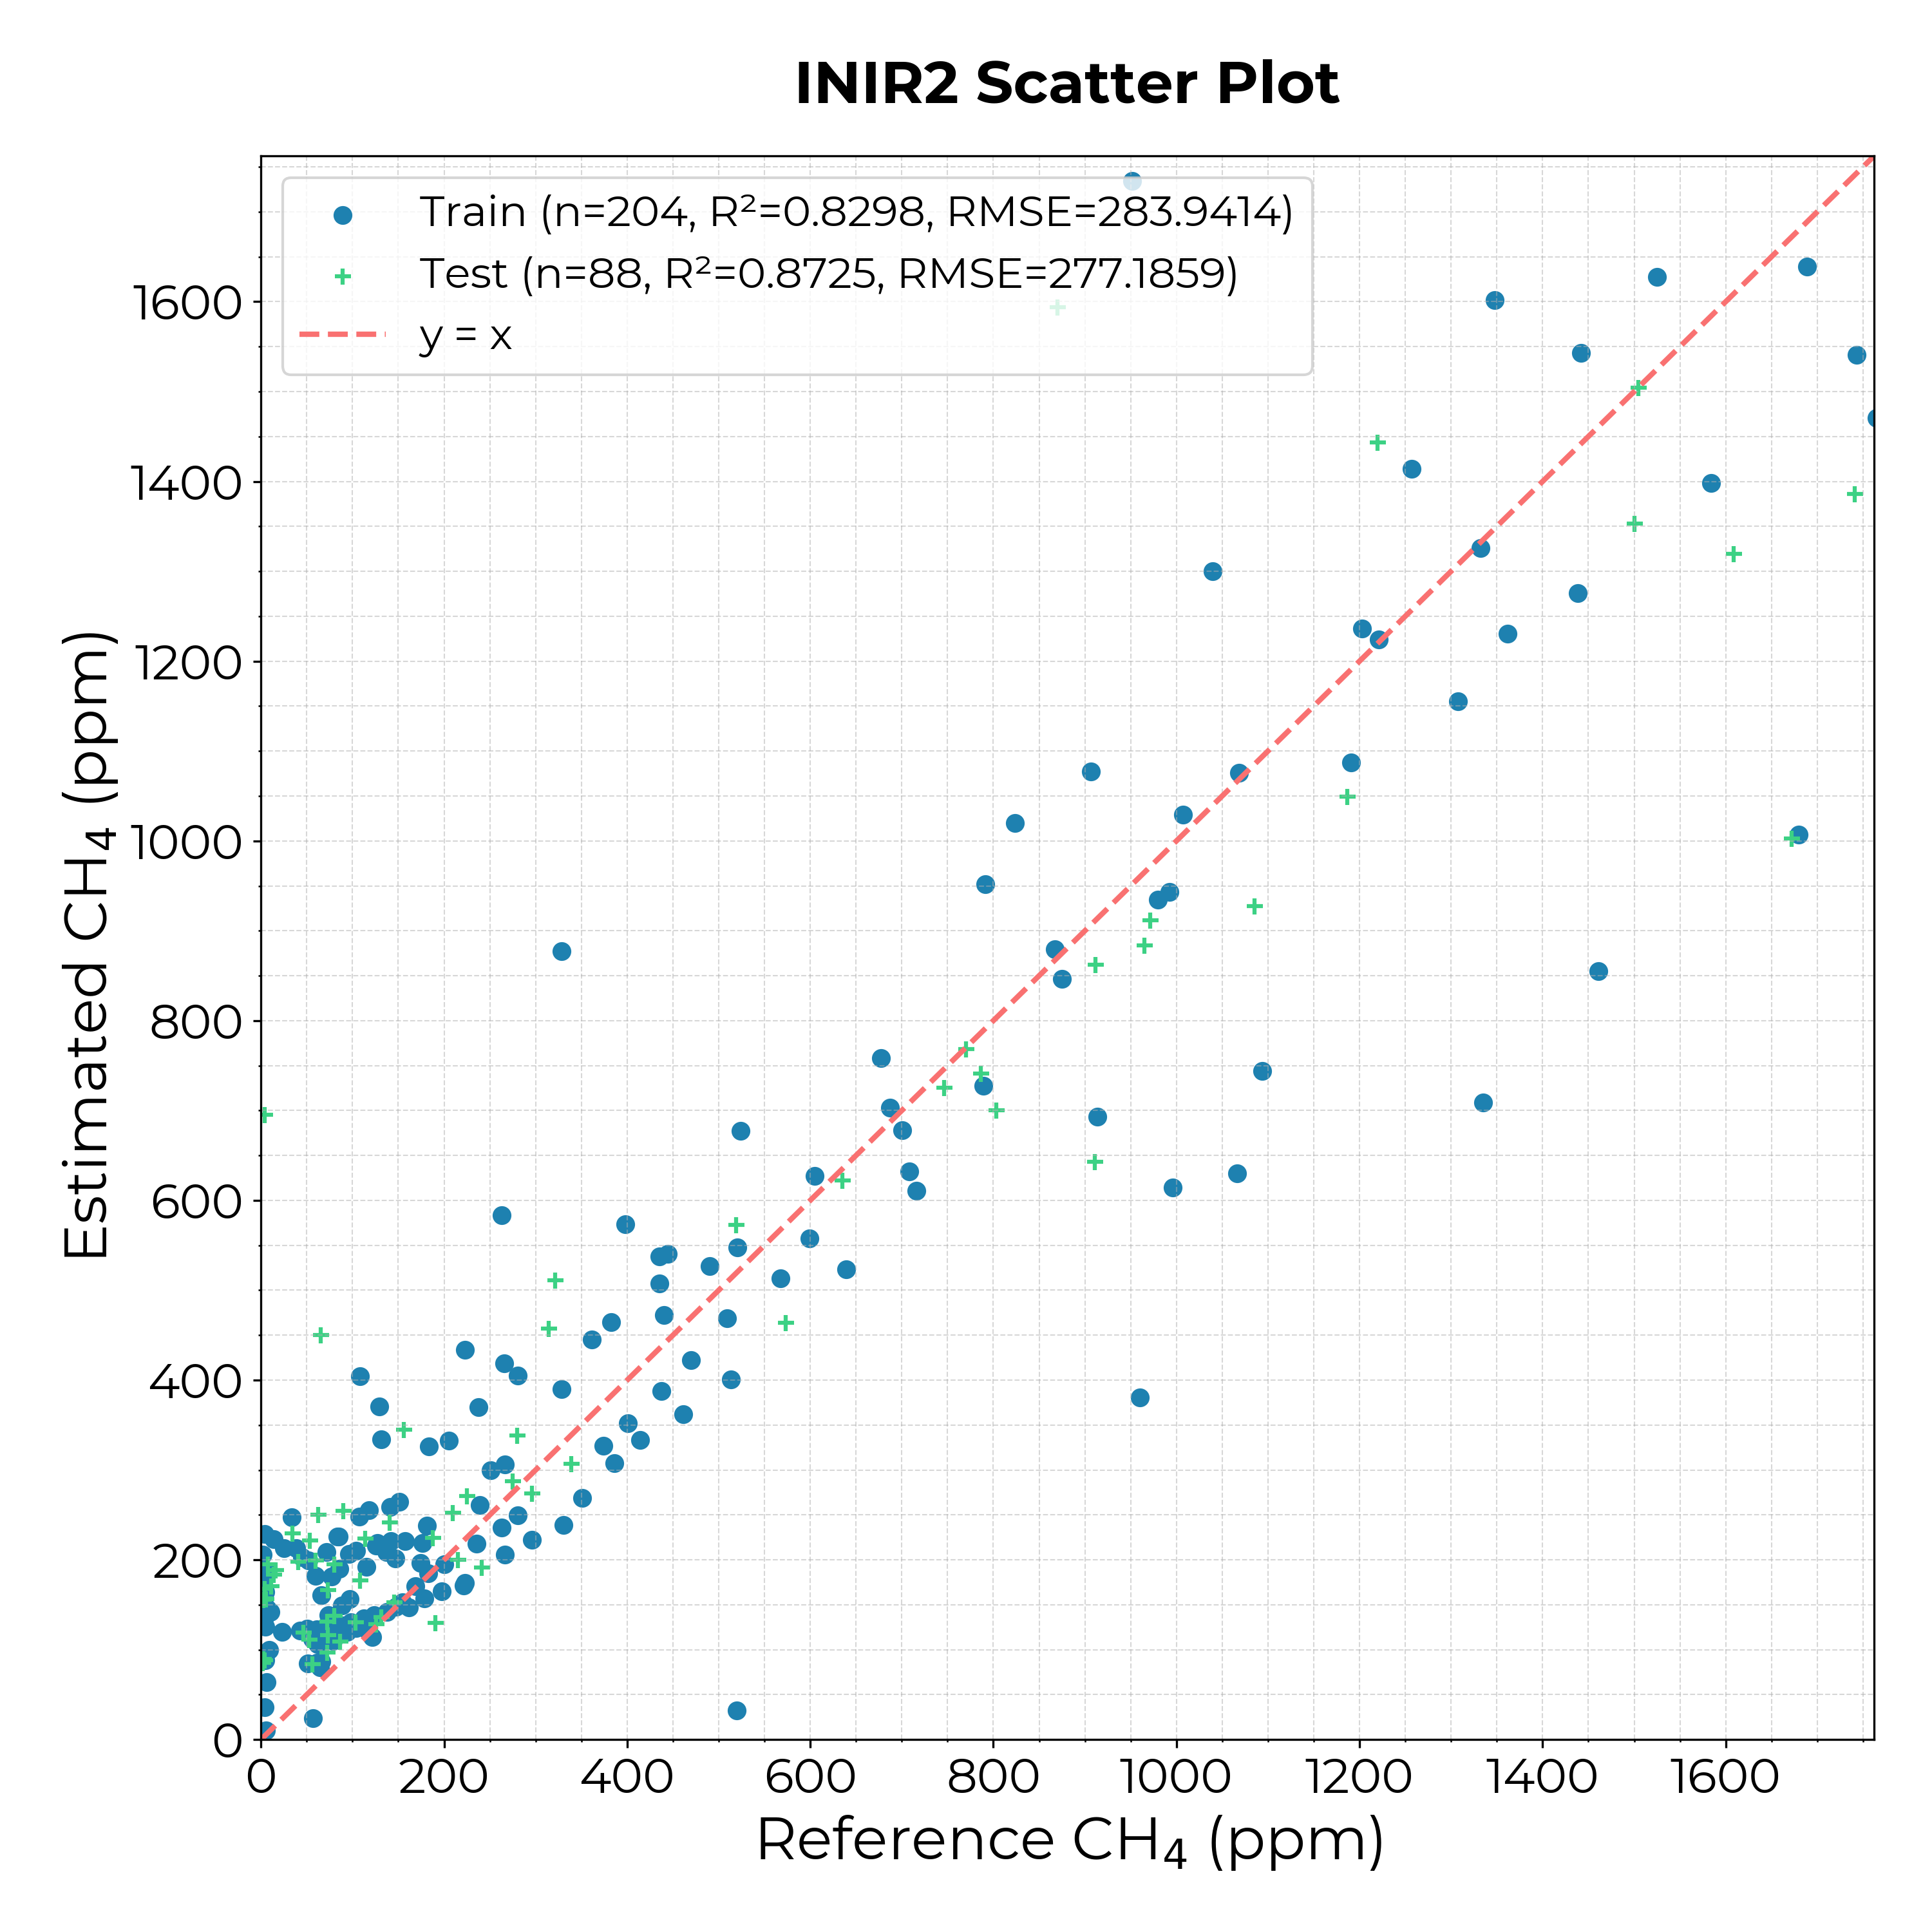 INIR2 Scatter Plot
Train (n=204, R²=0.8298, RMSE=283.9414)
Test (n=88, R²=0.8725, RMSE=277.1859)
y = x
Estimated CH₄ (ppm)
1600
1400
1200
1000
800
600
400
200
0
0 200 400 600 800 1000 1200 1400 1600
Reference CH₄ (ppm)